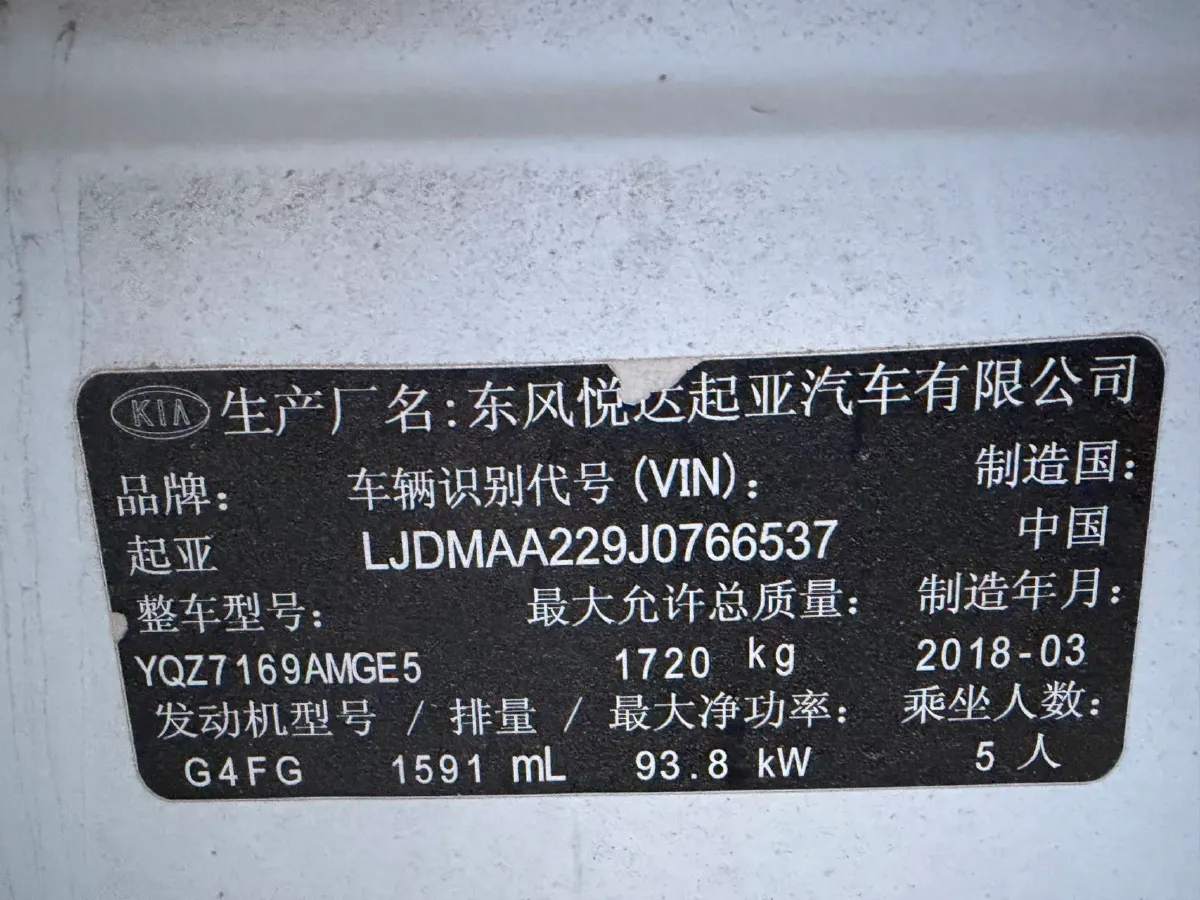 KIA 生产厂名:东风悦达起亚汽车有限公司
品牌: 车辆识别代号(VIN): 制造国:
起亚 LJDMAA229J0766537 中国
整车型号: 最大允许总质量: 制造年月:
YQZ7169AMGE5 1720 kg 2018-03
发动机型号 / 排量 / 最大净功率: 乘坐人数:
G4FG 1591 mL 93.8 kW 5 人